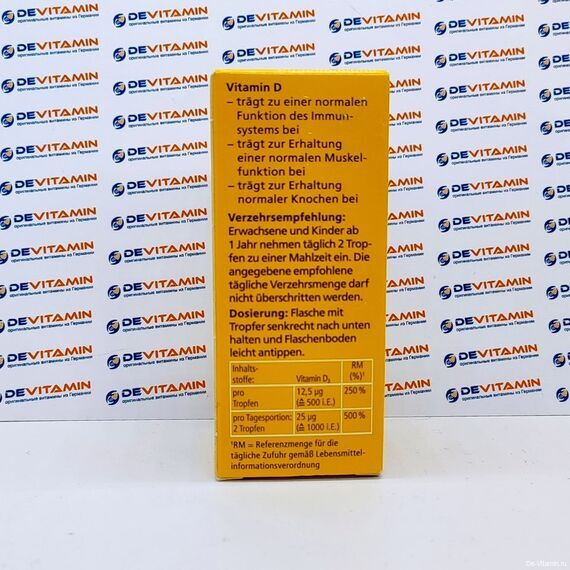 DEVITAMIN
оригинальные витамины из Германии
Vitamin D
– trägt zu einer normalen
Funktion des Immun-
systems bei
– trägt zur Erhaltung
einer normalen Muskel-
funktion bei
– trägt zur Erhaltung
normaler Knochen bei
Verzehrsempfehlung:
Erwachsene und Kinder ab
1 Jahr nehmen täglich 2 Trop-
fen zu einer Mahlzeit ein. Die
angegebene empfohlene
tägliche Verzehrsmenge darf
nicht überschritten werden.
Dosierung: Flasche mit
Tropfer senkrecht nach unten
halten und Flaschenboden
leicht antippen.
Inhalts-
stoffe: Vitamin D₃ RM
(%)¹
pro
Tropfen 12,5 µg
(≙ 500 I.E.) 250 %
pro Tagesportion:
2 Tropfen 25 µg
(≙ 1000 I.E.) 500 %
¹RM = Referenzmenge für die
tägliche Zufuhr gemäß Lebensmittel-
informationsverordnung
De-Vitamin.ru